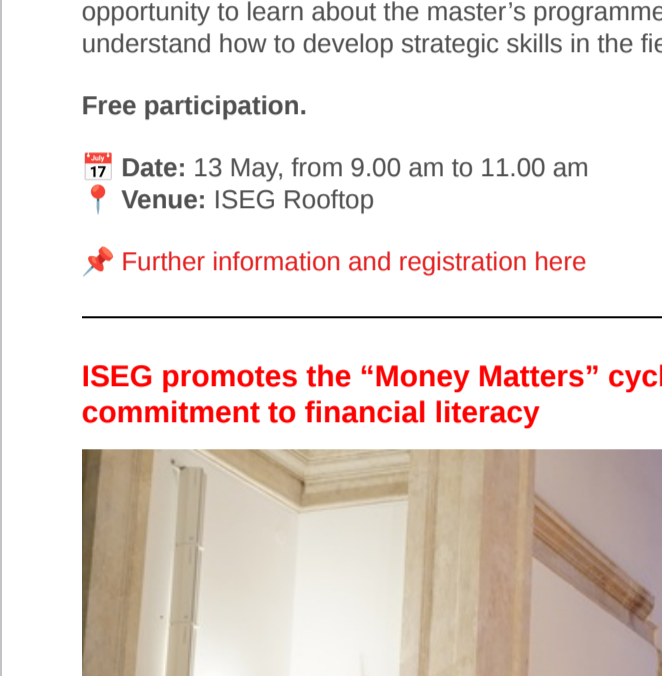 opportunity to learn about the master’s programme
understand how to develop strategic skills in the
Free participation.
📅 Date: 13 May, from 9.00 am to 11.00 am
📍 Venue: ISEG Rooftop
📌 Further information and registration here
ISEG promotes the “Money Matters”
commitment to financial literacy